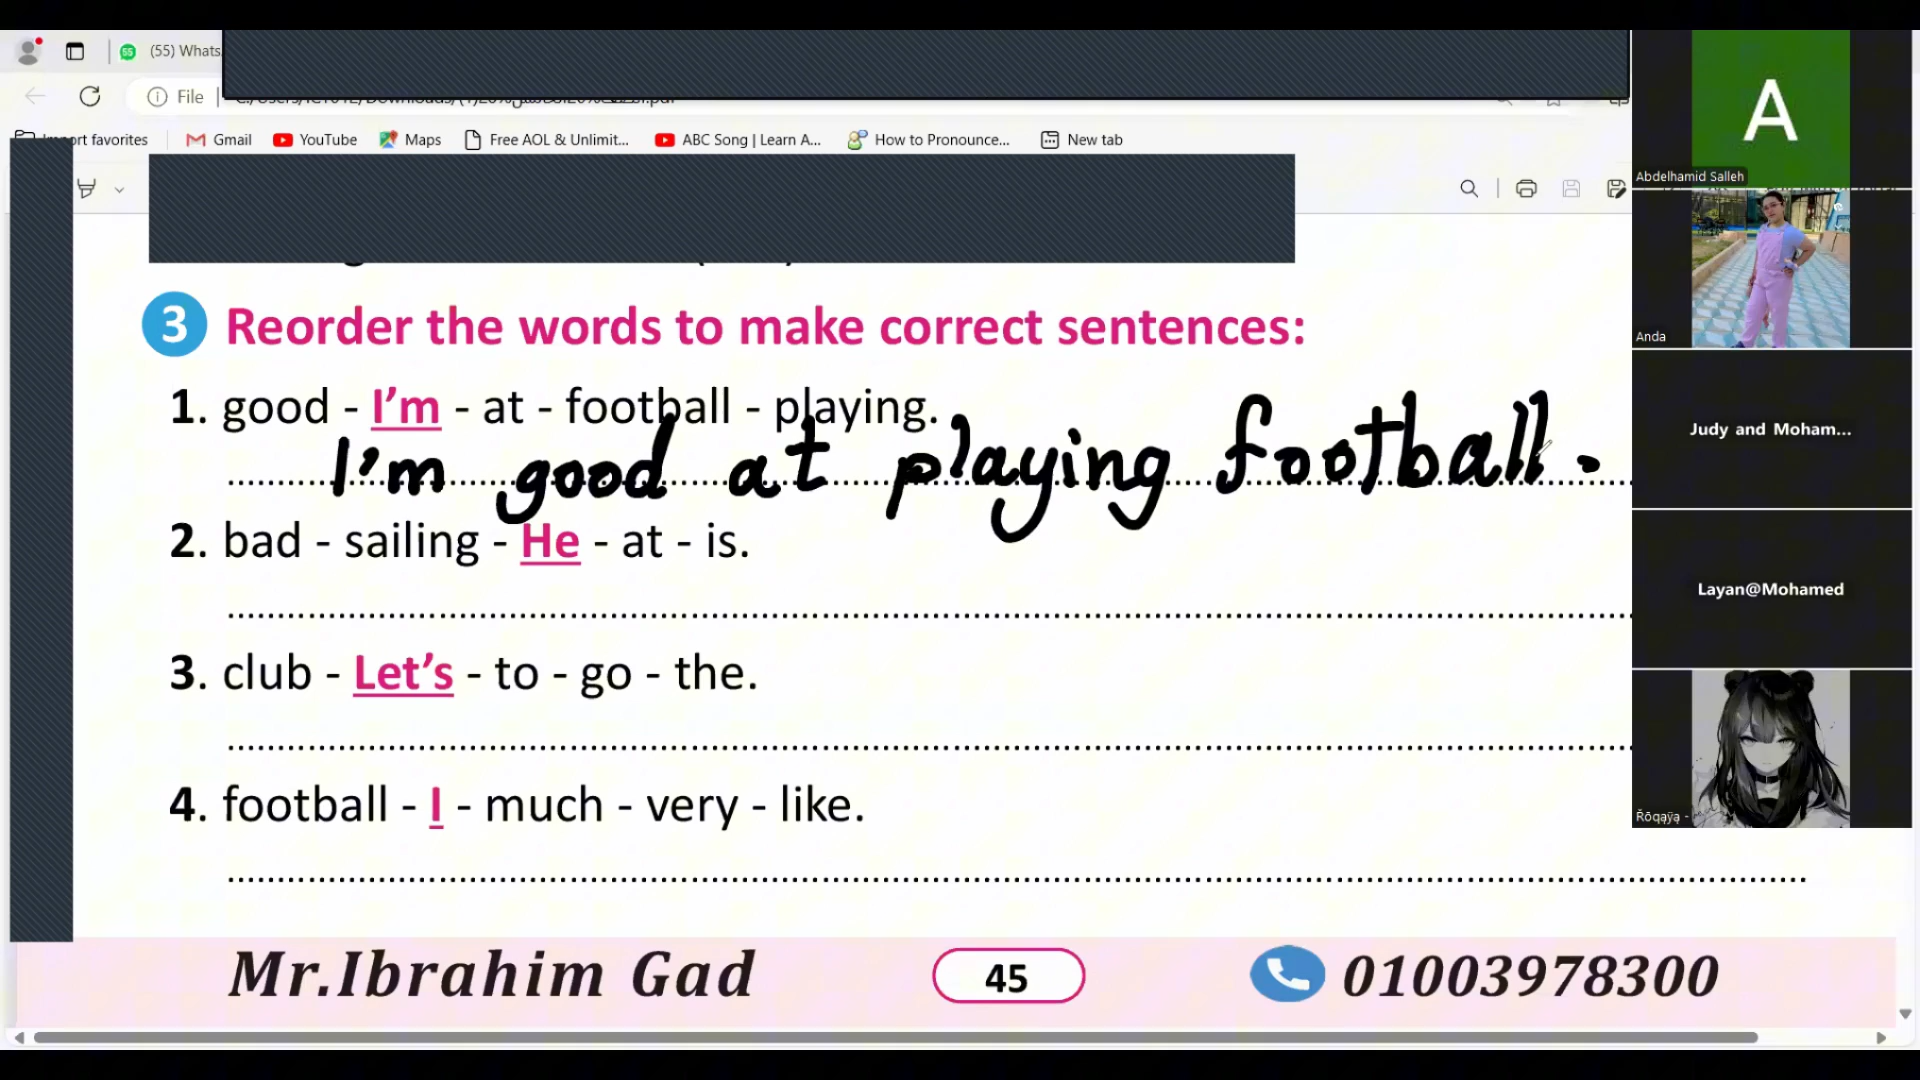 (55) Whats
File
Import favorites
Gmail
YouTube
Maps
Free AOL & Unlimit...
ABC Song | Learn A...
How to Pronounce...
New tab
3 Reorder the words to make correct sentences:
1. good - I'm - at - football - playing.
I'm good at playing football.
2. bad - sailing - He - at - is.
3. club - Let's - to - go - the.
4. football - I - much - very - like.
Mr.Ibrahim Gad 45 01003978300
A
Abdelhamid Salleh
Anda
Judy and Moham...
Layan@Mohamed